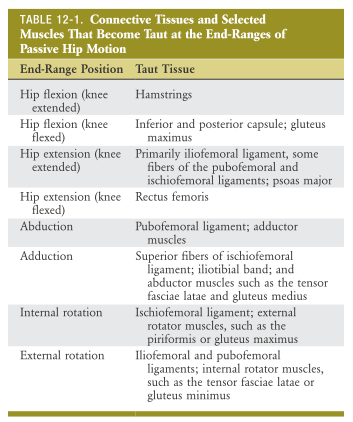 TABLE 12-1. Connective Tissues and Selected
Muscles That Become Taut at the End-Ranges of
Passive Hip Motion
End-Range Position Taut Tissue
Hip flexion (knee Hamstrings
extended)
Hip flexion (knee Inferior and posterior capsule; gluteus
flexed) maximus
Hip extension (knee Primarily iliofemoral ligament, some
extended) fibers of the pubofemoral and
ischiofemoral ligaments; psoas major
Hip extension (knee Rectus femoris
flexed)
Abduction Pubofemoral ligament; adductor
muscles
Adduction Superior fibers of ischiofemoral
ligament; iliotibial band; and
abductor muscles such as the tensor
fasciae latae and gluteus medius
Internal rotation Ischiofemoral ligament; external
rotator muscles, such as the
piriformis or gluteus maximus
External rotation Iliofemoral and pubofemoral
ligaments; internal rotator muscles,
such as the tensor fasciae latae or
gluteus minimus